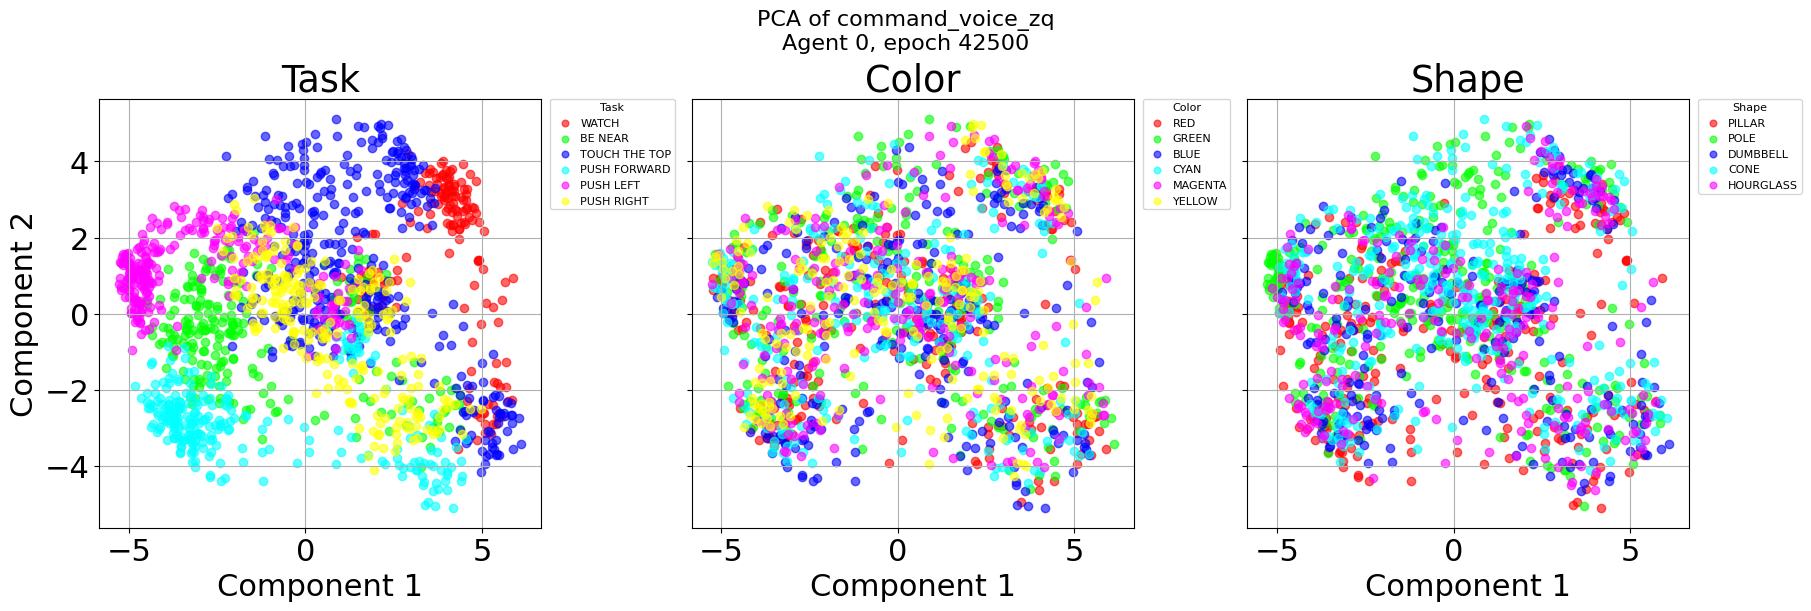 PCA of command_voice_zq
Agent 0, epoch 42500
Task
Component 2
4
2
0
−2
−4
−5
0
5
Component 1
Task
WATCH
BE NEAR
TOUCH THE TOP
PUSH FORWARD
PUSH LEFT
PUSH RIGHT
Color
−5
0
5
Component 1
Color
RED
GREEN
BLUE
CYAN
MAGENTA
YELLOW
Shape
−5
0
5
Component 1
Shape
PILLAR
POLE
DUMBBELL
CONE
HOURGLASS